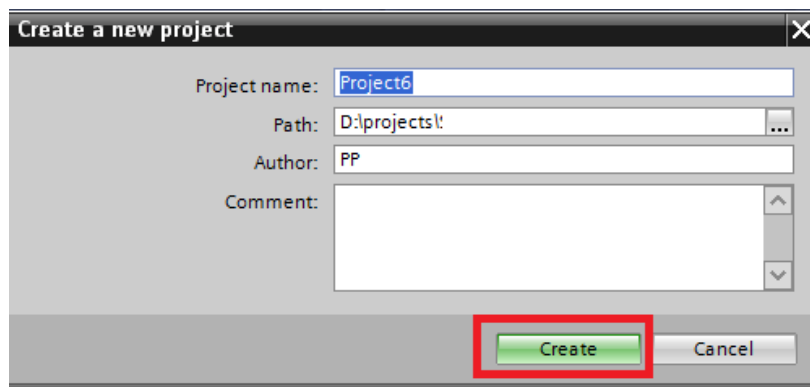 Create a new project
Project name: Project6
Path: D:\projects\
...
Author: PP
Comment:
Create Cancel